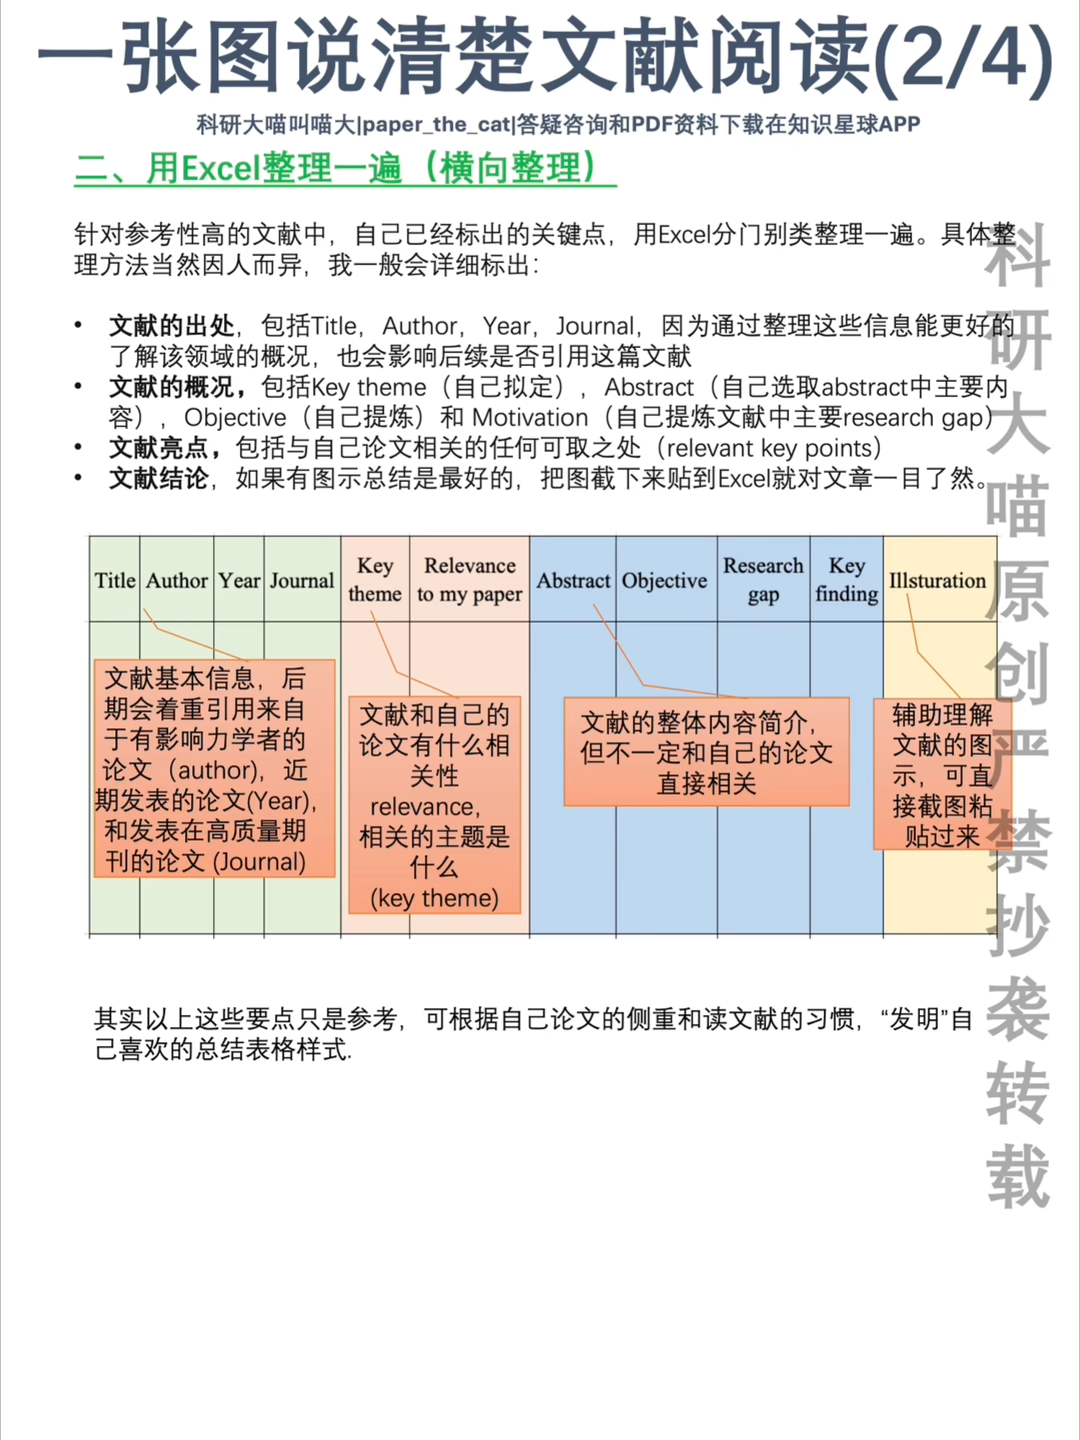 一张图说清楚文献阅读(2/4)
科研大喵叫喵大|paper_the_cat|答疑咨询和PDF资料下载在知识星球APP
二、用Excel整理一遍（横向整理）
针对参考性高的文献中，自己已经标出的关键点，用Excel分门别类整理一遍。具体整
理方法当然因人而异，我一般会详细标出：
• 文献的出处，包括Title，Author，Year，Journal，因为通过整理这些信息能更好的
了解该领域的概况，也会影响后续是否引用这篇文献
• 文献的概况，包括Key theme（自己拟定），Abstract（自己选取abstract中主要内
容），Objective（自己提炼）和 Motivation（自己提炼文献中主要research gap）
• 文献亮点，包括与自己论文相关的任何可取之处（relevant key points）
• 文献结论，如果有图示总结是最好的，把图截下来贴到Excel就对文章一目了然。
Title Author Year Journal Key theme Relevance to my paper Abstract Objective Research gap Key finding Illsturation
文献基本信息，后
期会着重引用来自
于有影响力学者的
论文（author)，近
期发表的论文(Year)，
和发表在高质量期
刊的论文 (Journal)
文献和自己的
论文有什么相
关性
relevance，
相关的主题是
什么
(key theme)
文献的整体内容简介，
但不一定和自己的论文
直接相关
辅助理解
文献的图
示，可直
接截图粘
贴过来
其实以上这些要点只是参考，可根据自己论文的侧重和读文献的习惯，“发明”自
己喜欢的总结表格样式.
科研大喵原创严禁抄袭转载